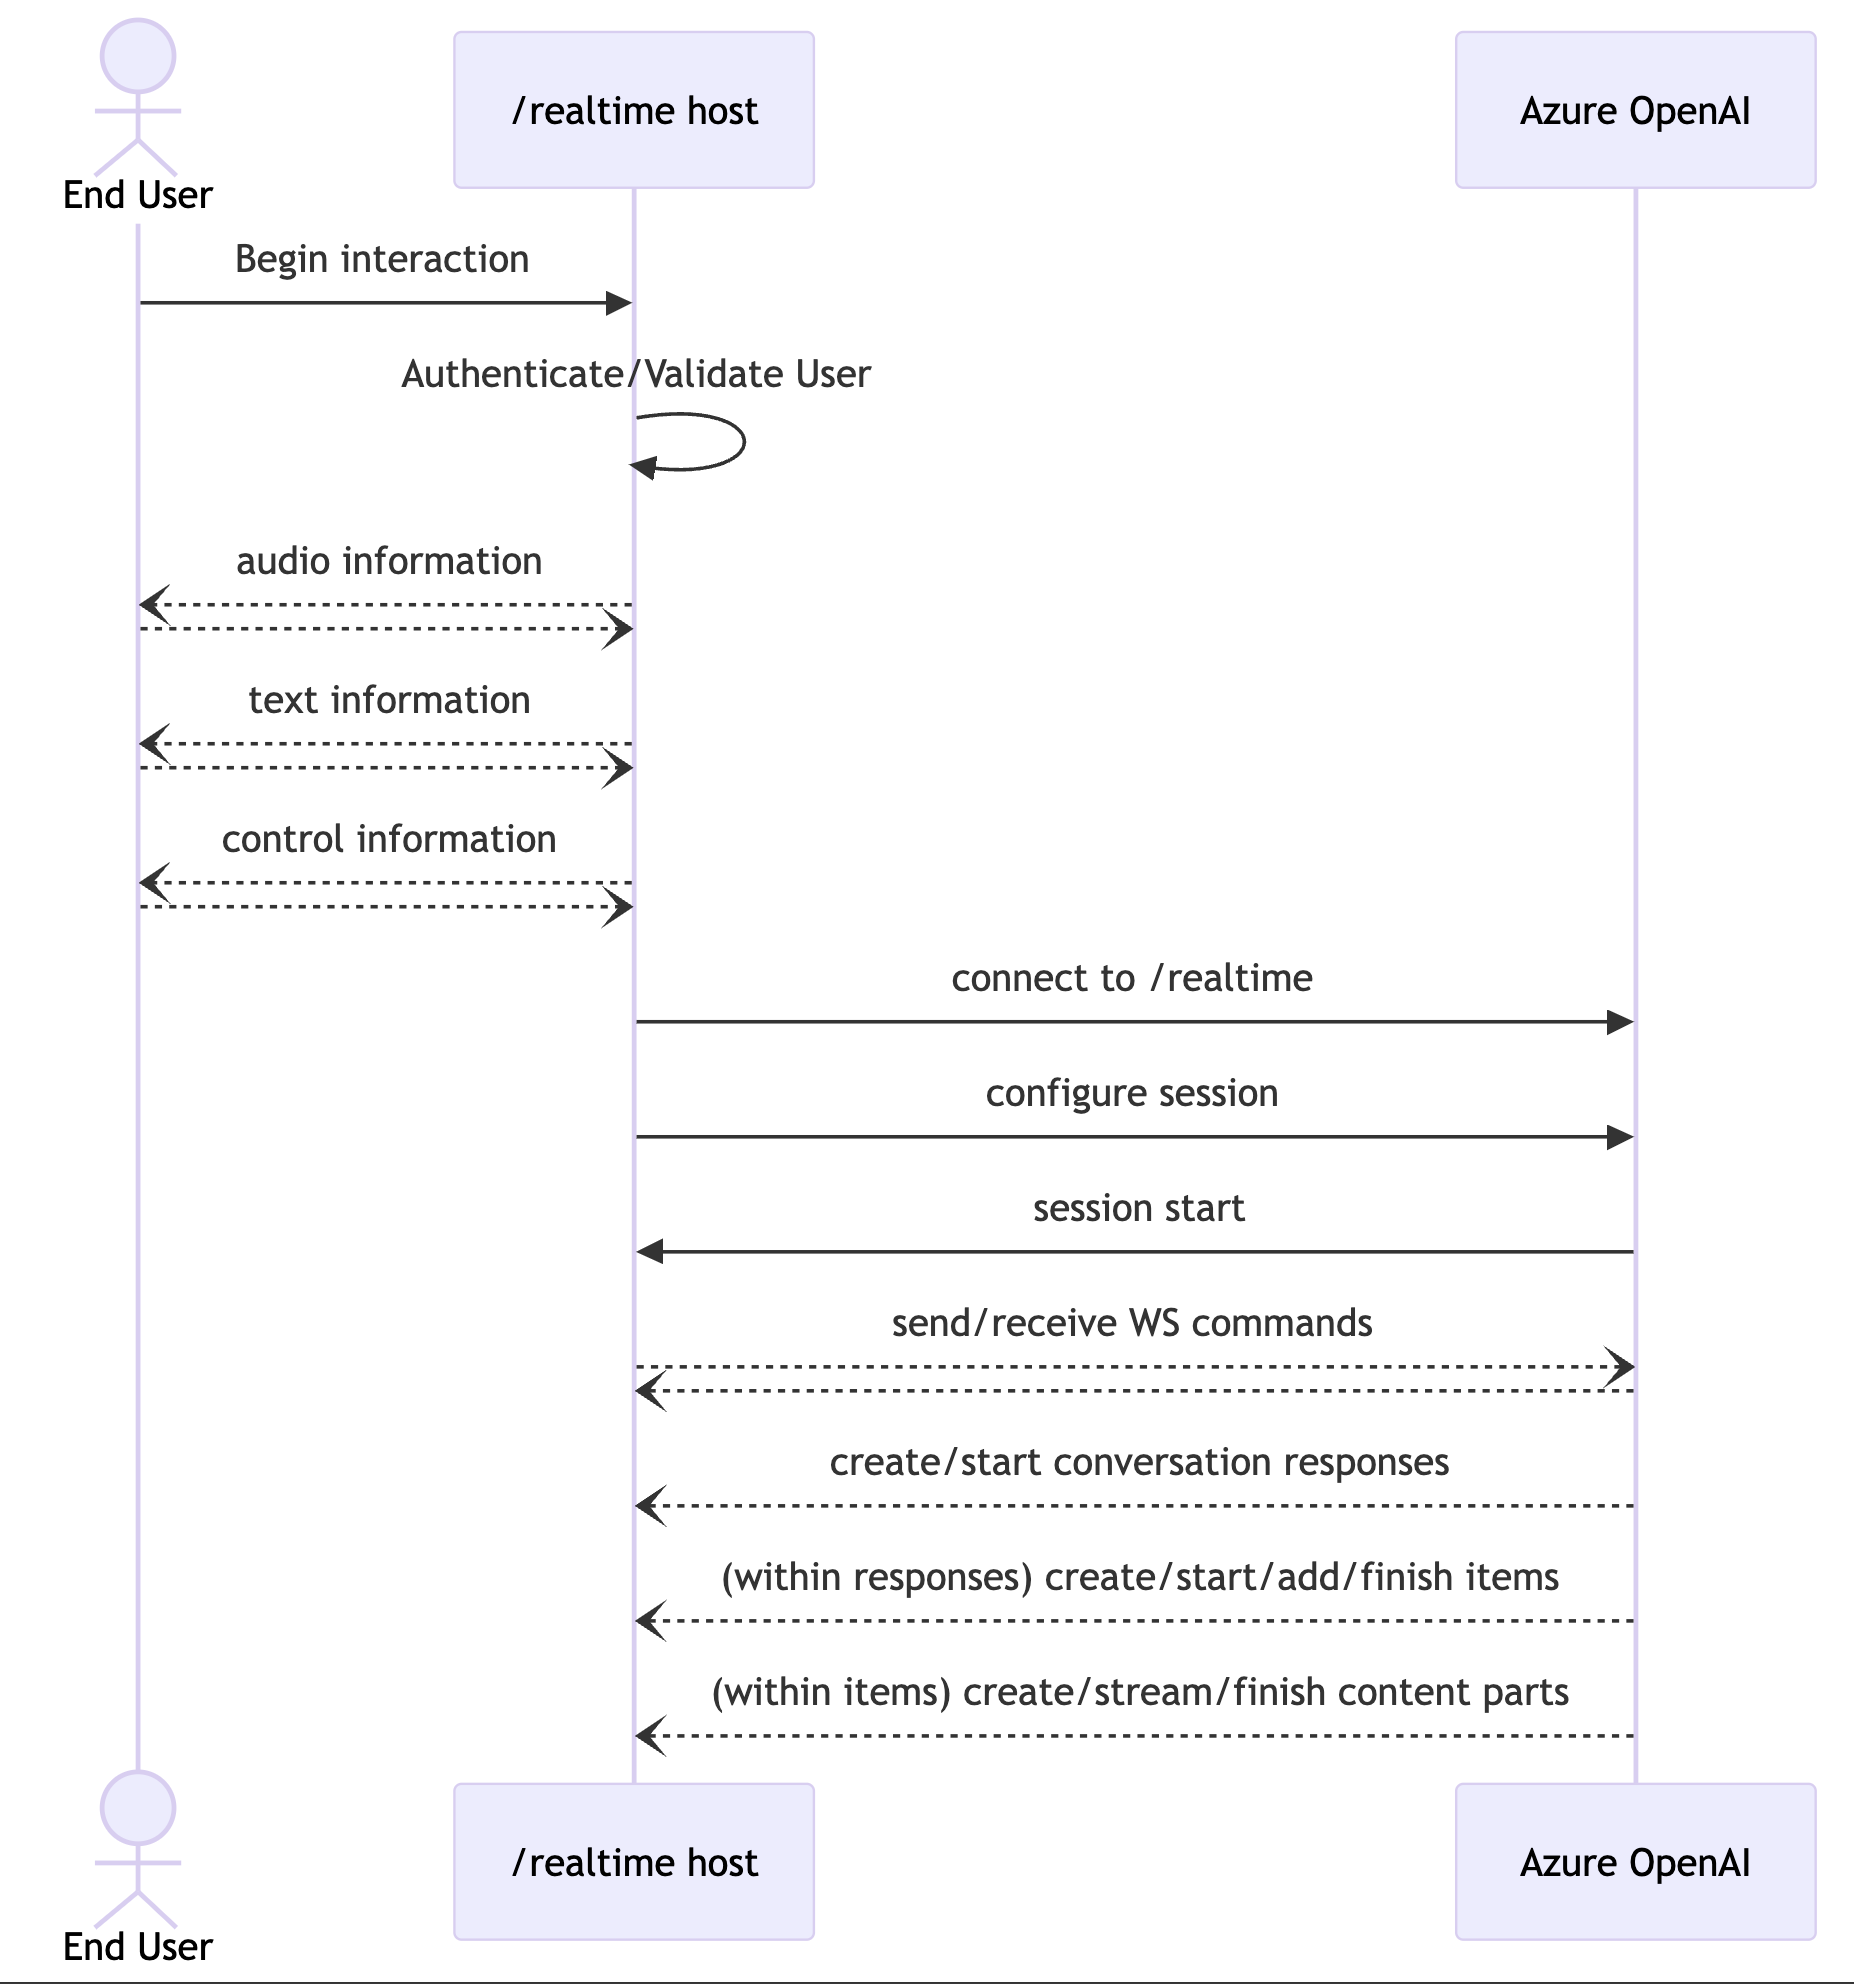 End User
/realtime host
Azure OpenAI
Begin interaction
Authenticate/Validate User
audio information
text information
control information
connect to /realtime
configure session
session start
send/receive WS commands
create/start conversation responses
(within responses) create/start/add/finish items
(within items) create/stream/finish content parts
End User
/realtime host
Azure OpenAI